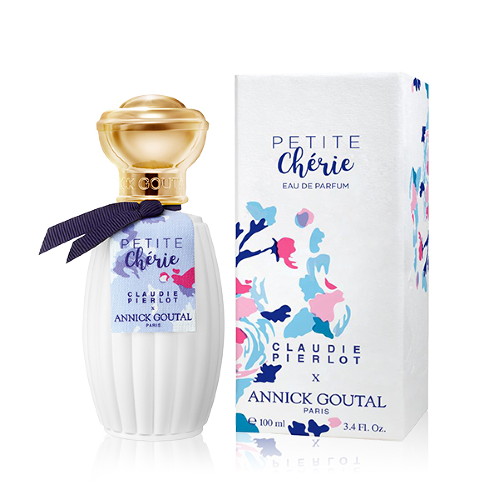 K GOUT
PETITE
Chérie
CLAUDIE
PIERLOT
x
ANNICK GOUTAL
PARIS
PETITE
Chérie
EAU DE PARFUM
CLAUDIE
PIERLOT
X
ANNICK GOUTAL
PARIS
e 100 ml 3.4 Fl. Oz.